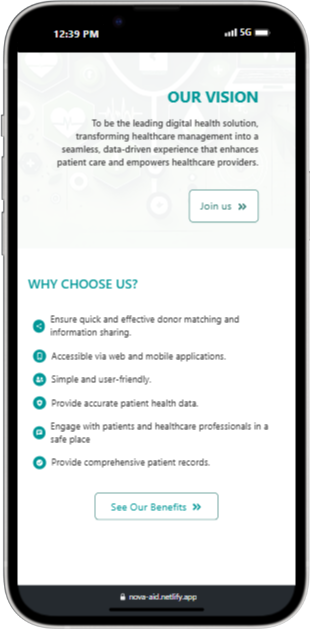 12:39 PM
5G
OUR VISION
To be the leading digital health solution,
transforming healthcare management into a
seamless, data-driven experience that enhances
patient care and empowers healthcare providers.
Join us »
WHY CHOOSE US?
Ensure quick and effective donor matching and
information sharing.
Accessible via web and mobile applications.
Simple and user-friendly.
Provide accurate patient health data.
Engage with patients and healthcare professionals in a
safe place
Provide comprehensive patient records.
See Our Benefits »
nova-aid.netlify.app